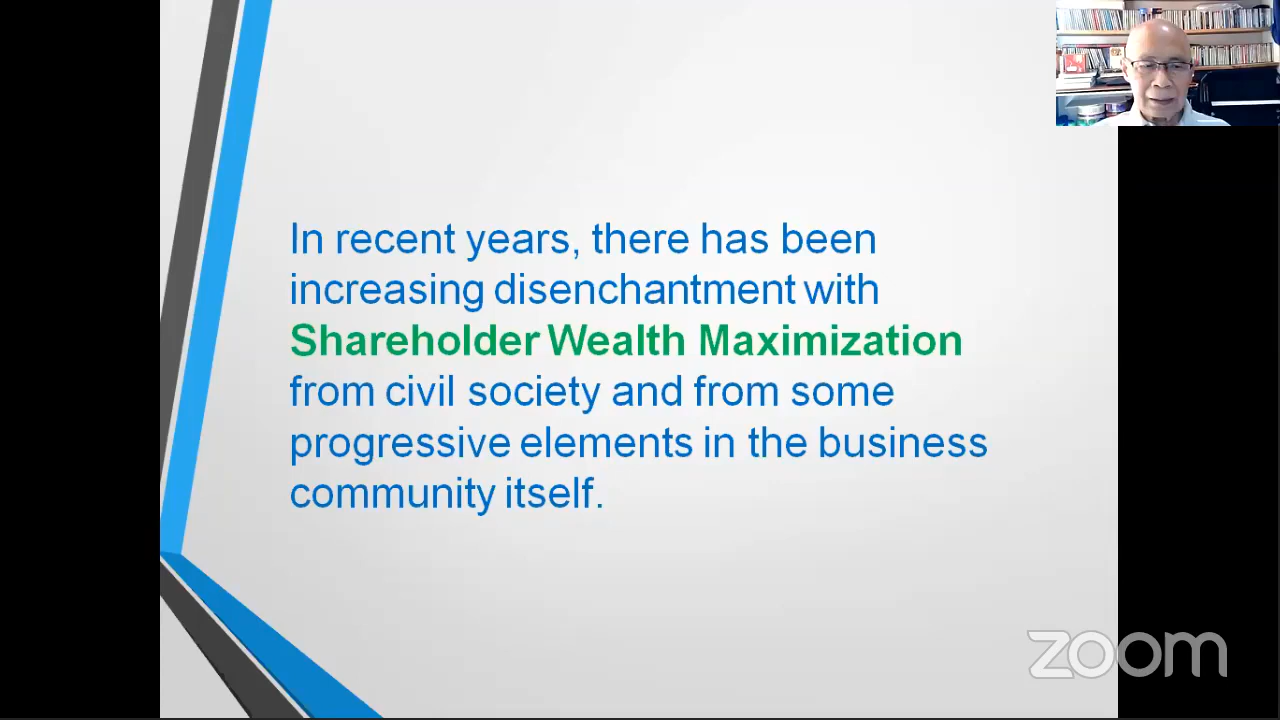 In recent years, there has been
increasing disenchantment with
Shareholder Wealth Maximization
from civil society and from some
progressive elements in the business
community itself.
zoom